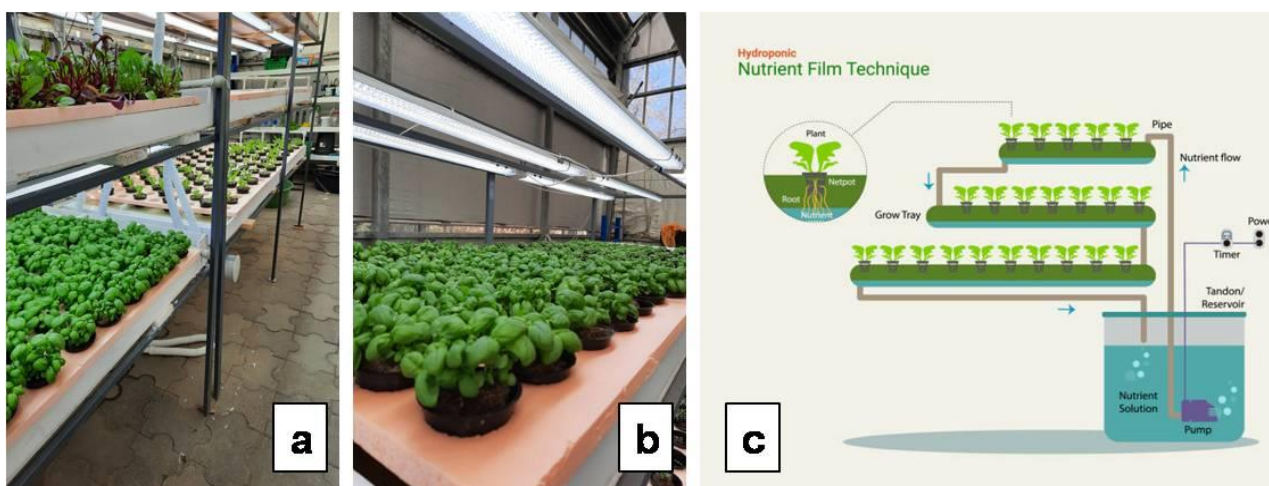 a
b
c
Hydroponic
Nutrient Film Technique
Plant
Netpot
Root
Nutrient
Pipe
Nutrient flow
Grow Tray
Powe
Timer
Tandon/
Reservoir
Nutrient
Solution
Pump